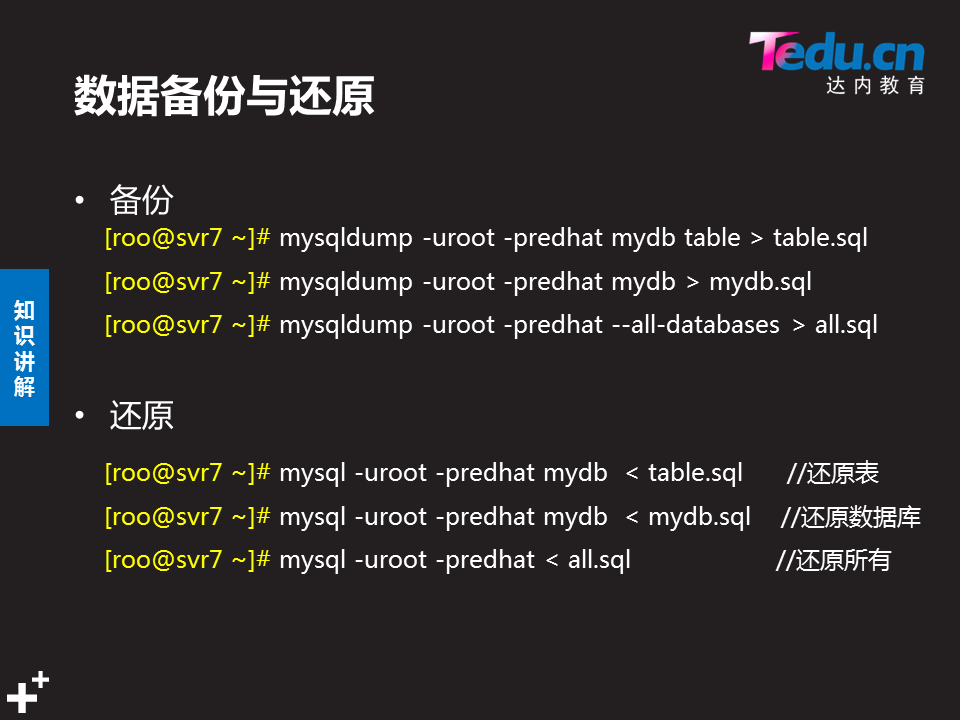 Tedu.cn
达内教育
数据备份与还原
• 备份
[roo@svr7 ~]# mysqldump -uroot -predhat mydb table > table.sql
[roo@svr7 ~]# mysqldump -uroot -predhat mydb > mydb.sql
[roo@svr7 ~]# mysqldump -uroot -predhat --all-databases > all.sql
知
识
讲
解
• 还原
[roo@svr7 ~]# mysql -uroot -predhat mydb < table.sql //还原表
[roo@svr7 ~]# mysql -uroot -predhat mydb < mydb.sql //还原数据库
[roo@svr7 ~]# mysql -uroot -predhat < all.sql //还原所有